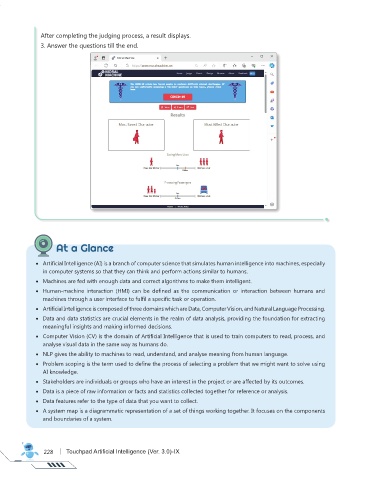 After completing the judging process, a result displays.
3. Answer the questions till the end.
MORAL
MACHINE
Results
Most Saved Character
Most Killed Character
At a Glance
• Artificial Intelligence (AI) is a branch of computer science that simulates human intelligence into machines, especially
in computer systems so that they can think and perform actions similar to humans.
• Machines are fed with enough data and correct algorithms to make them intelligent.
• Human-machine interaction (HMI) can be defined as the communication or interaction between humans and
machines through a user interface to fulfil a specific task or operation.
• Artificial Intelligence is composed of three domains which are Data, Computer Vision, and Natural Language Processing.
• Data and data statistics are crucial elements in the realm of data analysis, providing the foundation for extracting
meaningful insights and making informed decisions.
• Computer Vision (CV) is the domain of Artificial Intelligence that is used to train computers to read, process, and
analyse visual data in the same way as humans do.
• NLP gives the ability to machines to read, understand, and analyse meaning from human language.
• Problem scoping is the term used to define the process of selecting a problem that we might want to solve using
AI knowledge.
• Stakeholders are individuals or groups who have an interest in the project or are affected by its outcomes.
• Data is a piece of raw information or facts and statistics collected together for reference or analysis.
• Data features refer to the type of data that you want to collect.
• A system map is a diagrammatic representation of a set of things working together. It focuses on the components
and boundaries of a system.
228 | Touchpad Artificial Intelligence (Ver. 3.0)-IX